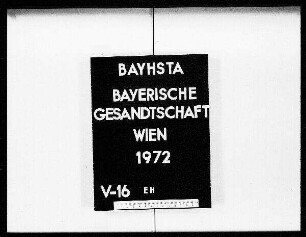 BAYHSTA
BAYERISCHE
GESANDTSCHAFT
WIEN
1972
V-16 EH